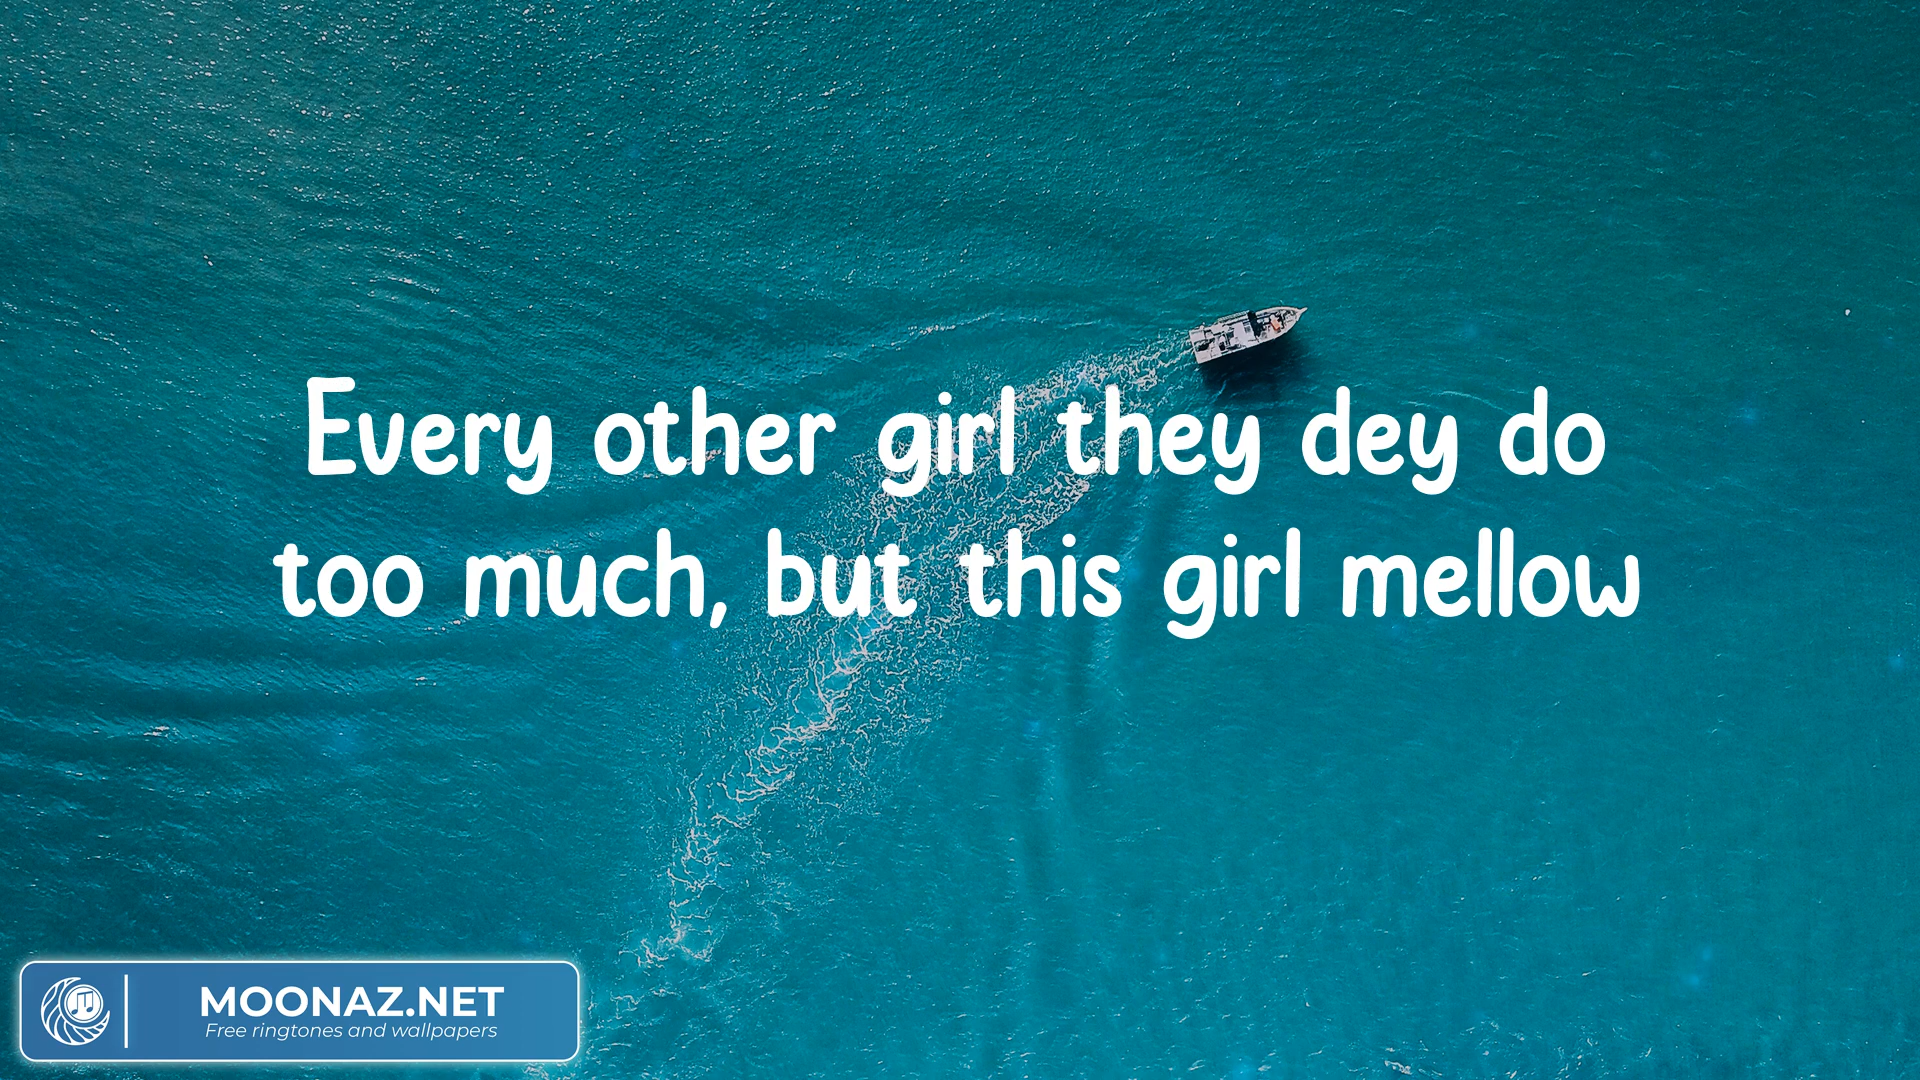 Every other girl they dey do
too much, but this girl mellow
MOONAZ.NET
Free ringtones and wallpapers